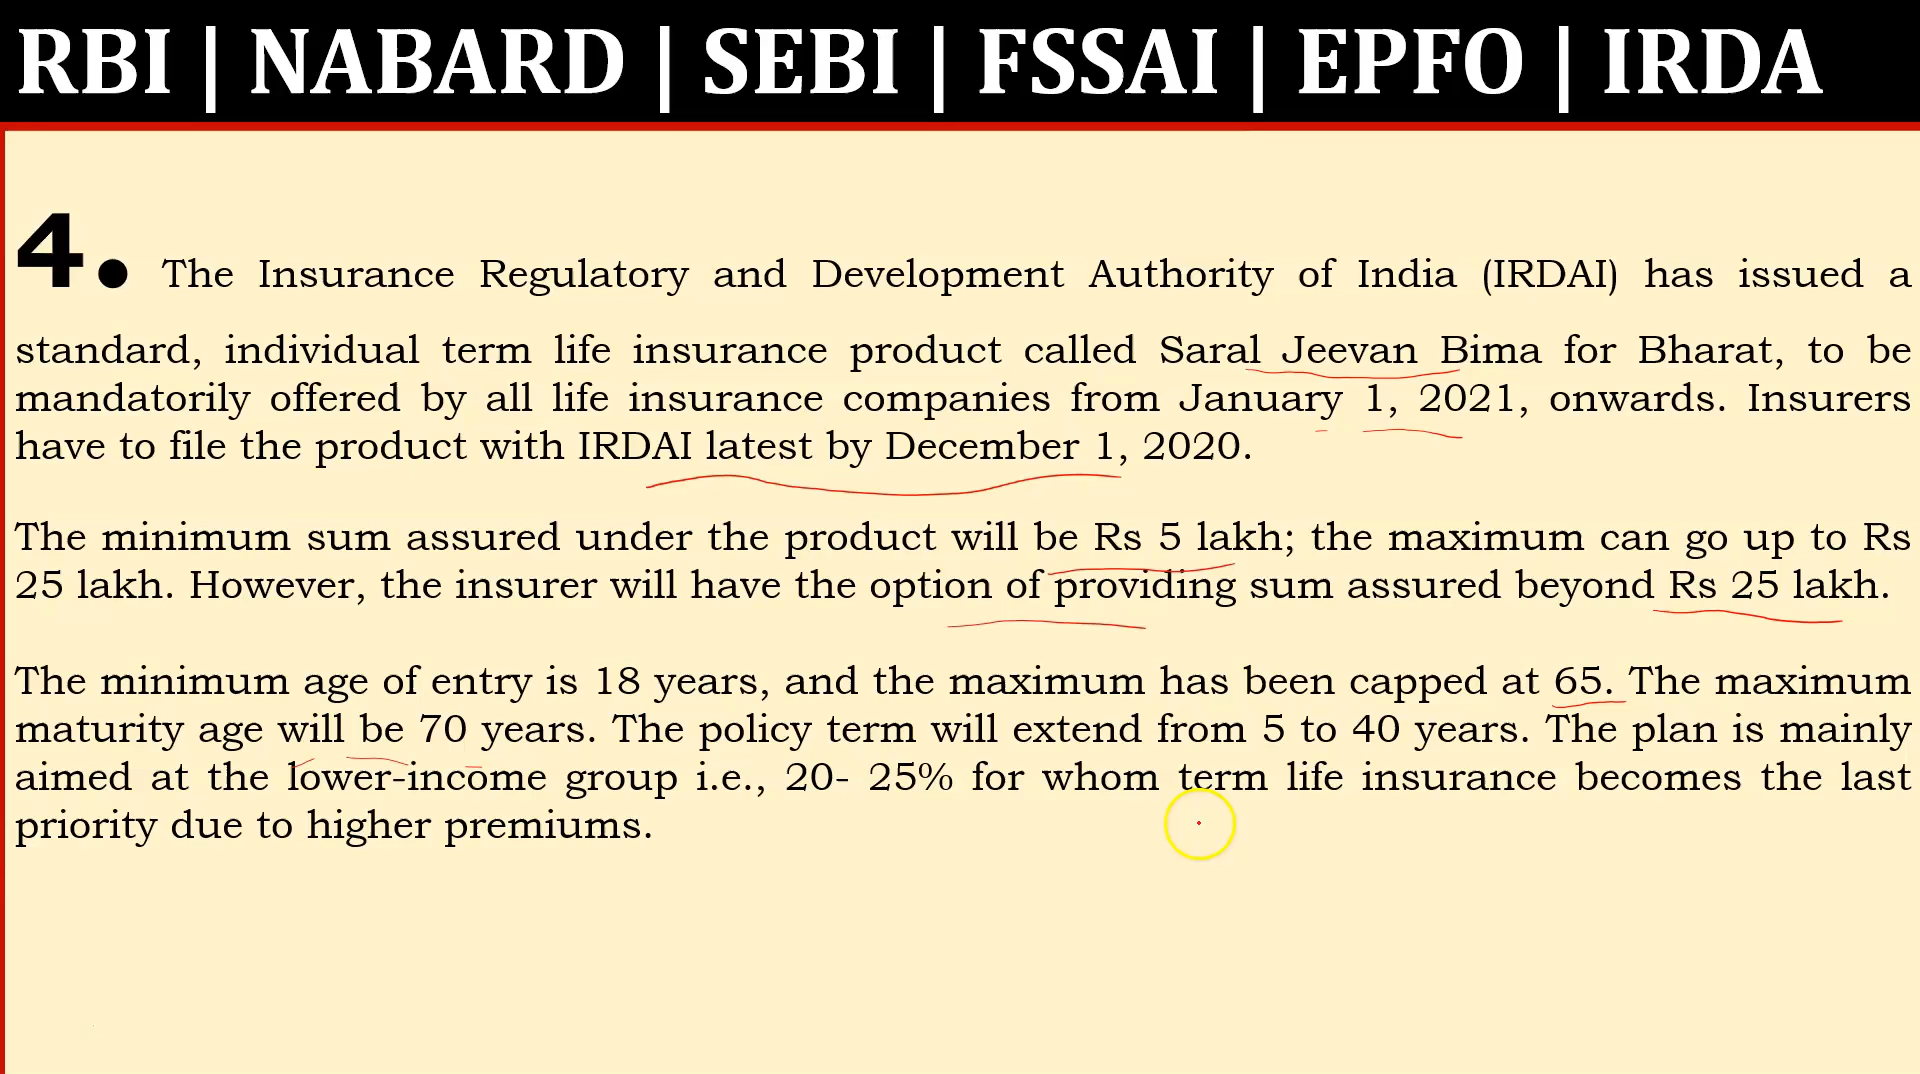 RBI | NABARD | SEBI | FSSAI | EPFO | IRDA
4. The Insurance Regulatory and Development Authority of India (IRDAI) has issued a
standard, individual term life insurance product called Saral Jeevan Bima for Bharat, to be
mandatorily offered by all life insurance companies from January 1, 2021, onwards. Insurers
have to file the product with IRDAI latest by December 1, 2020.
The minimum sum assured under the product will be Rs 5 lakh; the maximum can go up to Rs
25 lakh. However, the insurer will have the option of providing sum assured beyond Rs 25 lakh.
The minimum age of entry is 18 years, and the maximum has been capped at 65. The maximum
maturity age will be 70 years. The policy term will extend from 5 to 40 years. The plan is mainly
aimed at the lower-income group i.e., 20- 25% for whom term life insurance becomes the last
priority due to higher premiums.